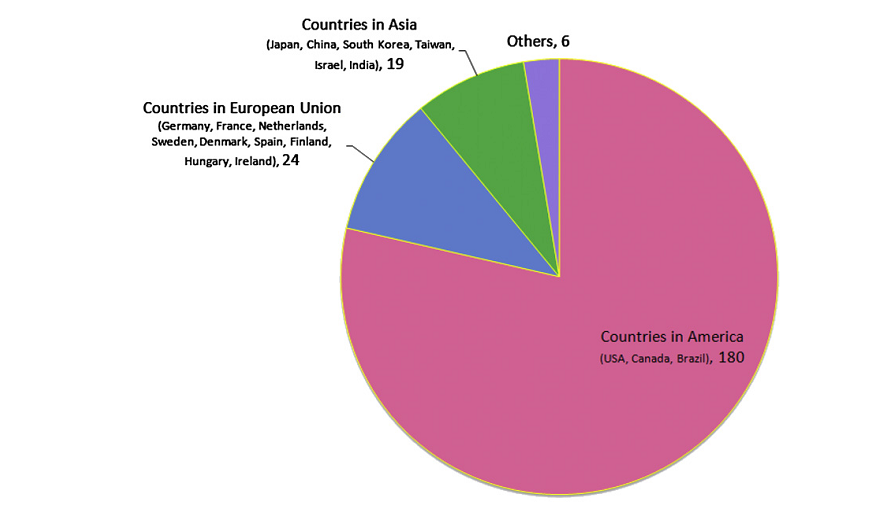 Countries in Asia
(Japan, China, South Korea, Taiwan,
Israel, India), 19
Others, 6
Countries in European Union
(Germany, France, Netherlands,
Sweden, Denmark, Spain, Finland,
Hungary, Ireland), 24
Countries in America
(USA, Canada, Brazil), 180